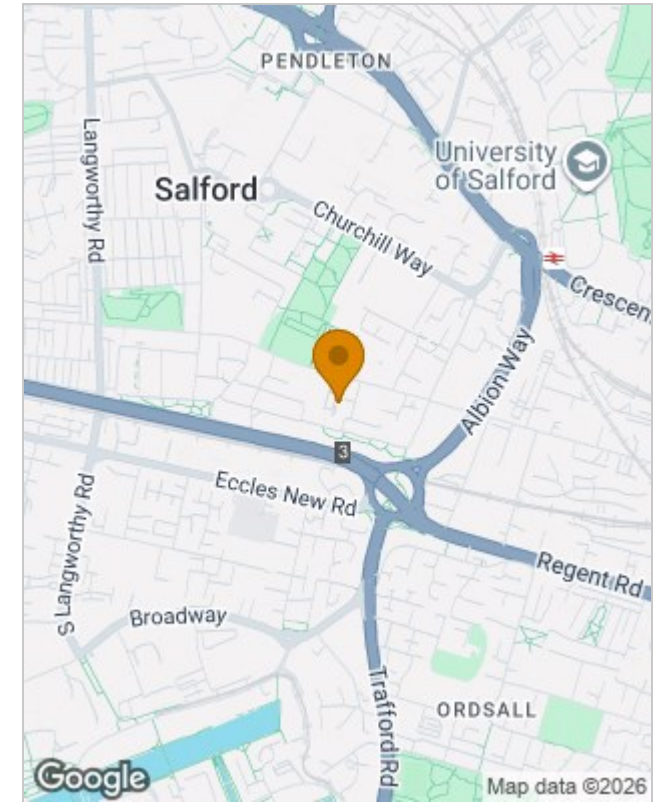 PENDLETON
Langworthy Rd
University
of Salford
Salford
Churchill Way
Crescen
Albion Way
3
Eccles New Rd
S Langworthy Rd
Regent Rd
Broadway
Trafford Rd
ORDSALL
Google
Map data ©2026